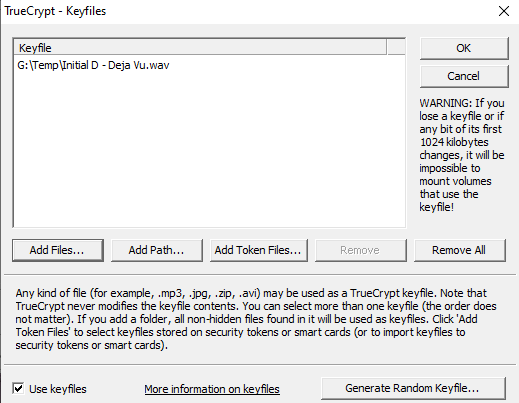 TrueCrypt - Keyfiles
Keyfile
G:\Temp\Initial D - Deja Vu.wav
OK
Cancel
WARNING: If you
lose a keyfile or if
any bit of its first
1024 kilobytes
changes, it will be
impossible to
mount volumes
that use the
keyfile!
Add Files...
Add Path...
Add Token Files...
Remove
Remove All
Any kind of file (for example, .mp3, .jpg, .zip, .avi) may be used as a TrueCrypt keyfile. Note that
TrueCrypt never modifies the keyfile contents. You can select more than one keyfile (the order does
not matter). If you add a folder, all non-hidden files found in it will be used as keyfiles. Click 'Add
Token Files' to select keyfiles stored on security tokens or smart cards (or to import keyfiles to
security tokens or smart cards).
Use keyfiles
More information on keyfiles
Generate Random Keyfile...